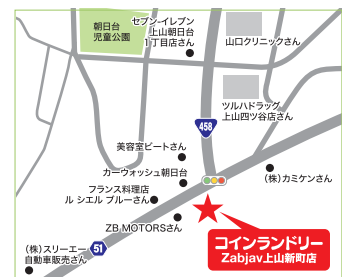 朝日台
児童公園
セブン-イレブン
上山朝日台
1丁目店さん
山口クリニックさん
ツルハドラッグ
上山四ツ谷店さん
458
美容室ビートさん
カーウォッシュ朝日台
(株)カミケンさん
フランス料理店
ル シエル ブルーさん
ZB MOTORSさん
コインランドリー
Zabjav上山新町店
51
(株)スリーエー
自動車販売さん